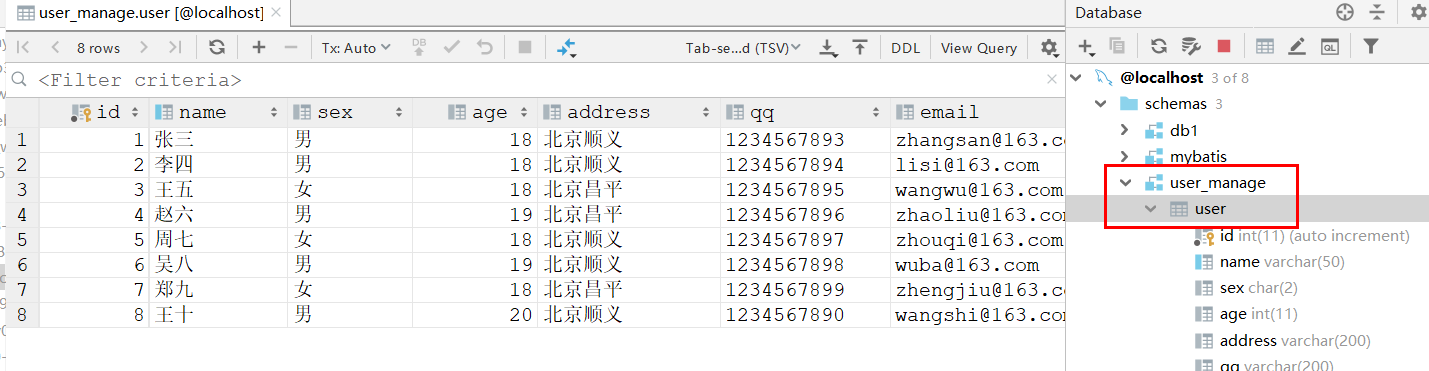 user_manage.user [@localhost]
8 rows Tx: Auto DB Tab-se...d (TSV) DDL View Query
<Filter criteria>
id name sex age address qq email
1 1 张三 男 18 北京顺义 1234567893 zhangsan@163.co
2 2 李四 男 18 北京顺义 1234567894 lisi@163.com
3 3 王五 女 18 北京昌平 1234567895 wangwu@163.com
4 4 赵六 男 19 北京昌平 1234567896 zhaoliu@163.co
5 5 周七 女 18 北京顺义 1234567897 zhouqi@163.com
6 6 吴八 男 19 北京顺义 1234567898 wuba@163.com
7 7 郑九 女 18 北京昌平 1234567899 zhengjiu@163.co
8 8 王十 男 20 北京顺义 1234567890 wangshi@163.co
Database
QL
@localhost 3 of 8
schemas 3
db1
mybatis
user_manage
user
id int(11) (auto increment)
name varchar(50)
sex char(2)
age int(11)
address varchar(200)
qq varchar(200)